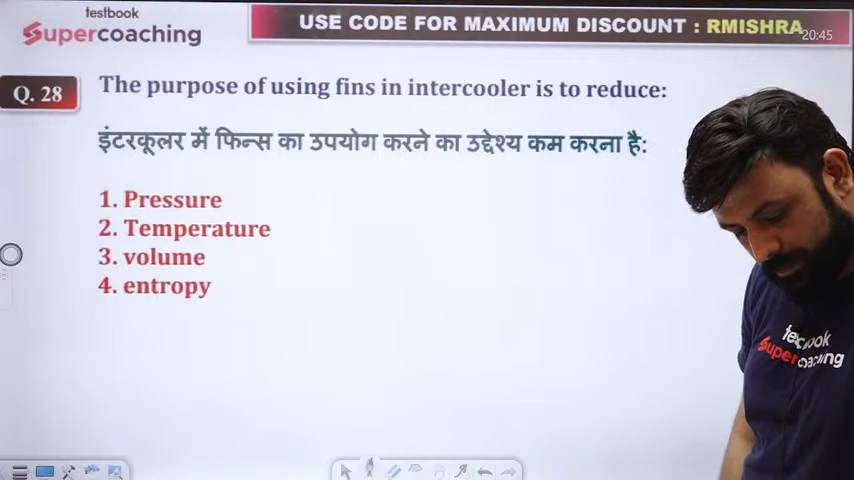 testbook
Supercoaching
USE CODE FOR MAXIMUM DISCOUNT : RMISHRA
20:45
Q. 28
The purpose of using fins in intercooler is to reduce:
इंटरकूलर में फिन्स का उपयोग करने का उद्देश्य कम करना है:
1. Pressure
2. Temperature
3. volume
4. entropy
testbook
Supercoaching